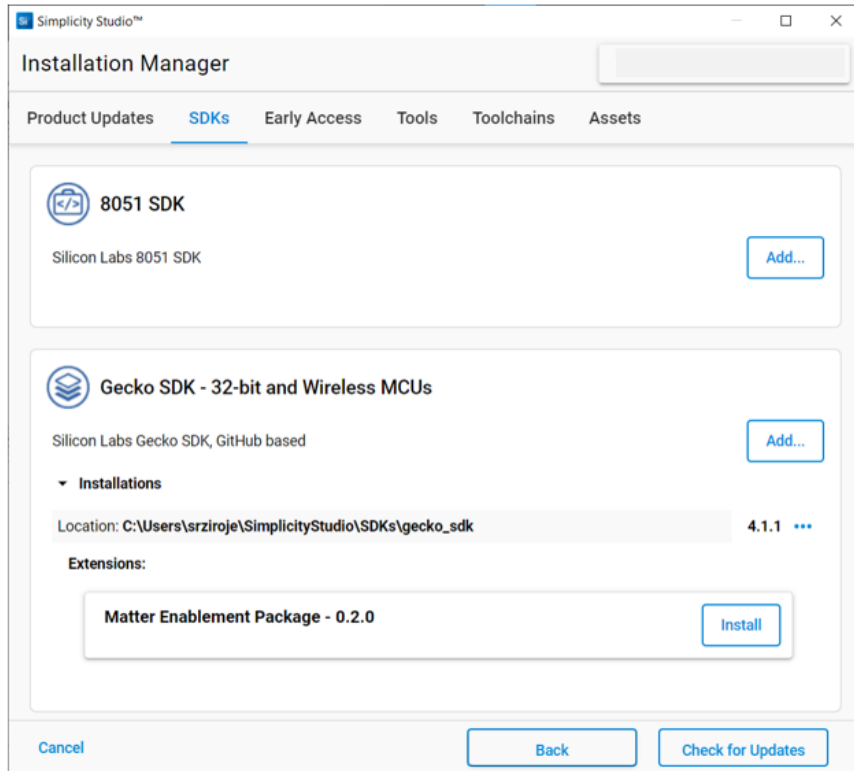 Si Simplicity Studio™
Installation Manager
Product Updates SDKs Early Access Tools Toolchains Assets
8051 SDK
Silicon Labs 8051 SDK
Add...
Gecko SDK - 32-bit and Wireless MCUs
Silicon Labs Gecko SDK, GitHub based
Add...
Installations
Location: C:\Users\srziroje\SimplicityStudio\SDKs\gecko_sdk 4.1.1 •••
Extensions:
Matter Enablement Package - 0.2.0
Install
Cancel Back Check for Updates